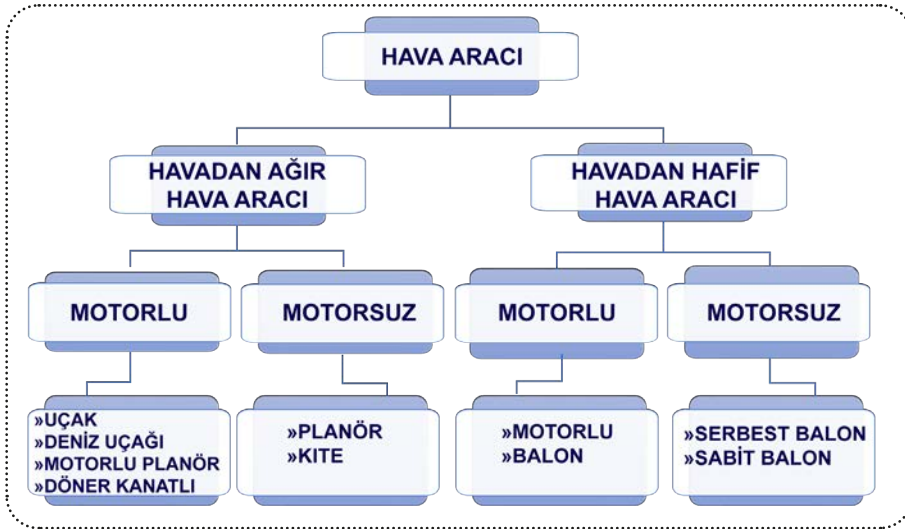 HAVA ARACI
HAVADAN AĞIR
HAVA ARACI
HAVADAN HAFİF
HAVA ARACI
MOTORLU
MOTORSUZ
MOTORLU
MOTORSUZ
»UÇAK
»DENİZ UÇAĞI
»MOTORLU PLANÖR
»DÖNER KANATLI
»PLANÖR
»KITE
»MOTORLU
»BALON
»SERBEST BALON
»SABİT BALON